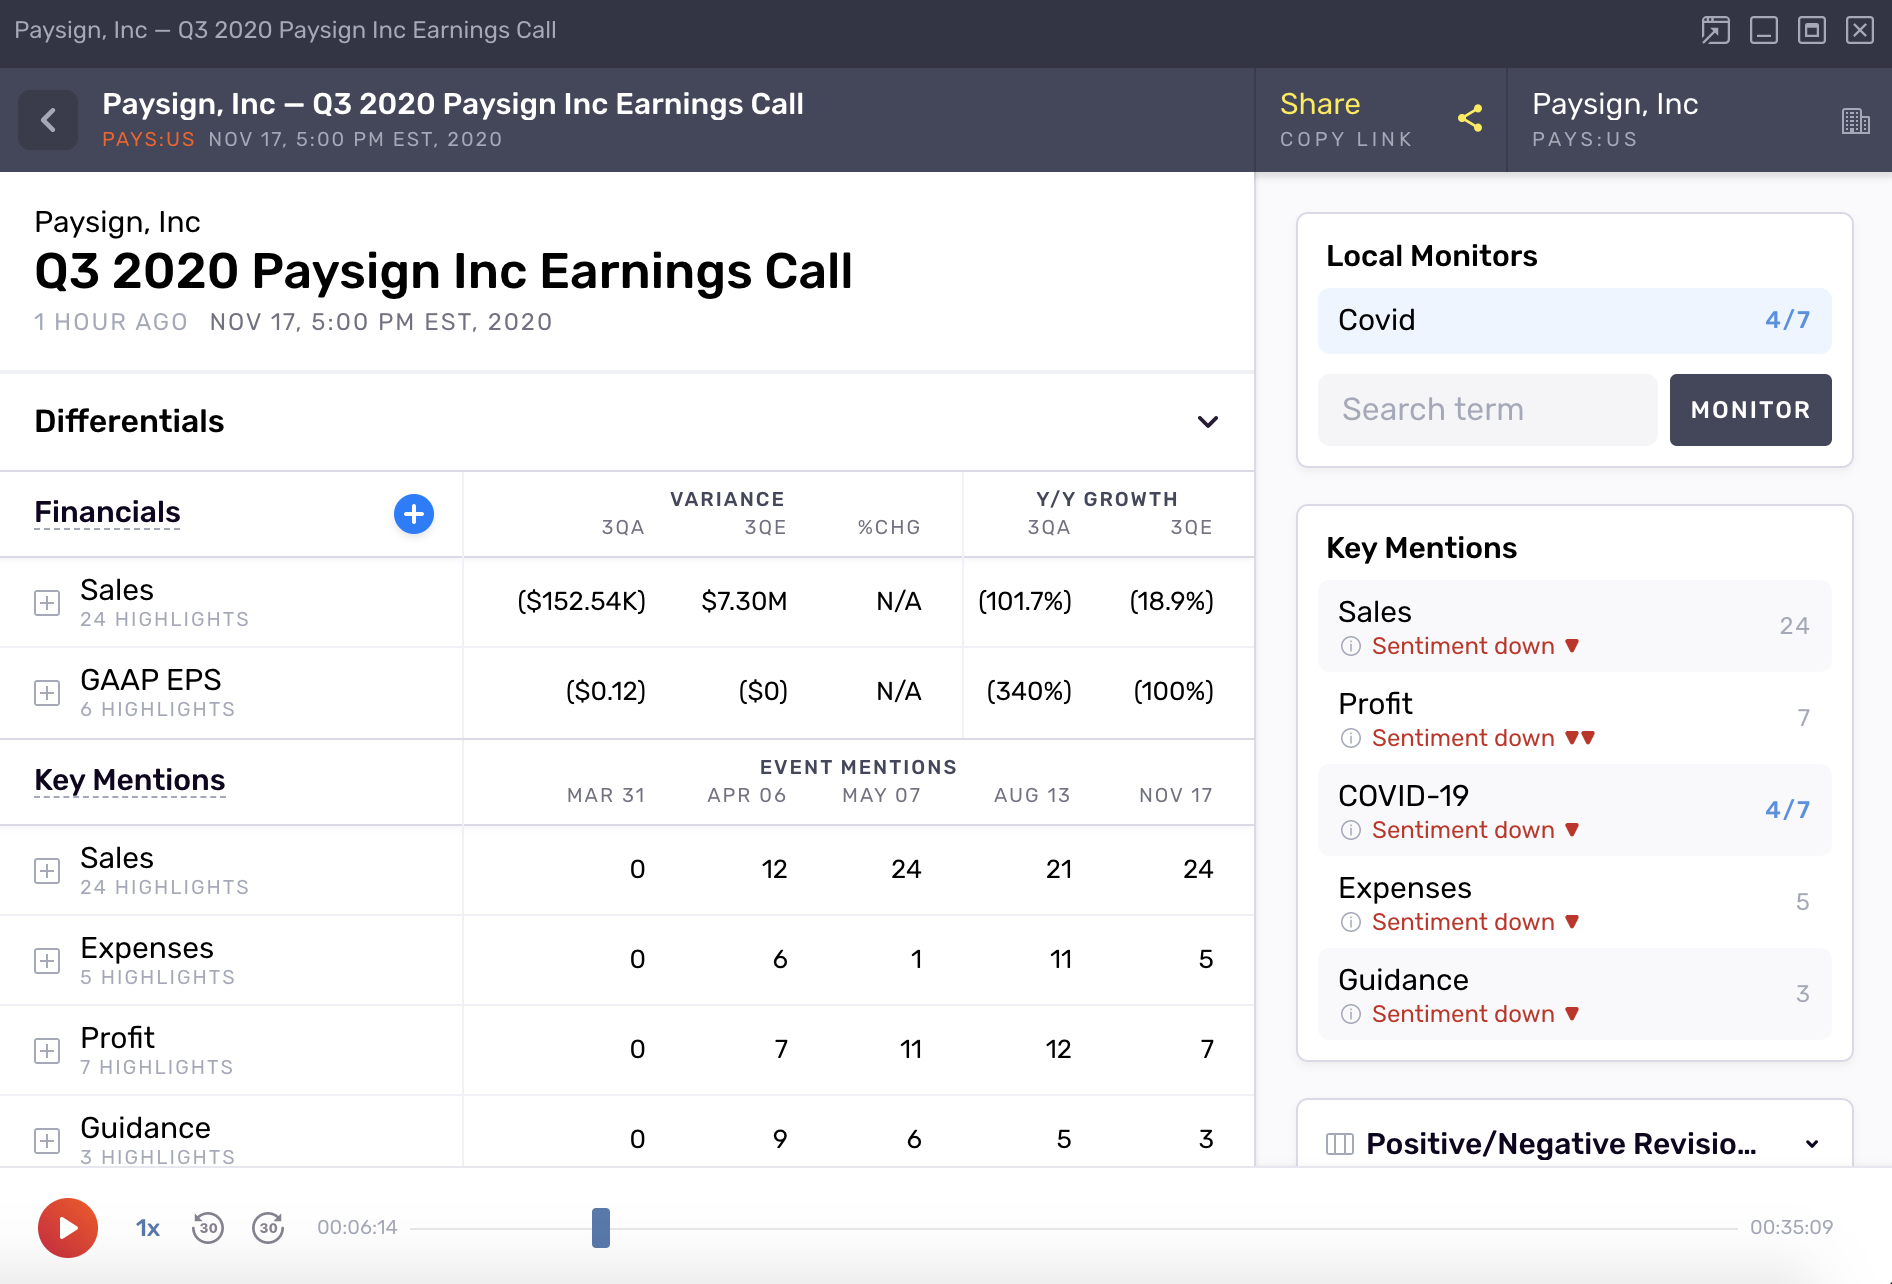 Paysign, Inc — Q3 2020 Paysign Inc Earnings Call
Paysign, Inc — Q3 2020 Paysign Inc Earnings Call
PAYS:US NOV 17, 5:00 PM EST, 2020
Share
COPY LINK
Paysign, Inc
PAYS:US
Paysign, Inc
Q3 2020 Paysign Inc Earnings Call
1 HOUR AGO NOV 17, 5:00 PM EST, 2020
Differentials
Financials
VARIANCE Y/Y GROWTH
3QA 3QE %CHG 3QA 3QE
Sales ($152.54K) $7.30M N/A (101.7%) (18.9%)
24 HIGHLIGHTS
GAAP EPS ($0.12) ($0) N/A (340%) (100%)
6 HIGHLIGHTS
Key Mentions
EVENT MENTIONS
MAR 31 APR 06 MAY 07 AUG 13 NOV 17
Sales 0 12 24 21 24
24 HIGHLIGHTS
Expenses 0 6 1 11 5
5 HIGHLIGHTS
Profit 0 7 11 12 7
7 HIGHLIGHTS
Guidance 0 9 6 5 3
3 HIGHLIGHTS
Local Monitors
Covid 4/7
Search term MONITOR
Key Mentions
Sales 24
Sentiment down
Profit 7
Sentiment down
COVID-19 4/7
Sentiment down
Expenses 5
Sentiment down
Guidance 3
Sentiment down
Positive/Negative Revisio...
1x 30 30 00:06:14 00:35:09